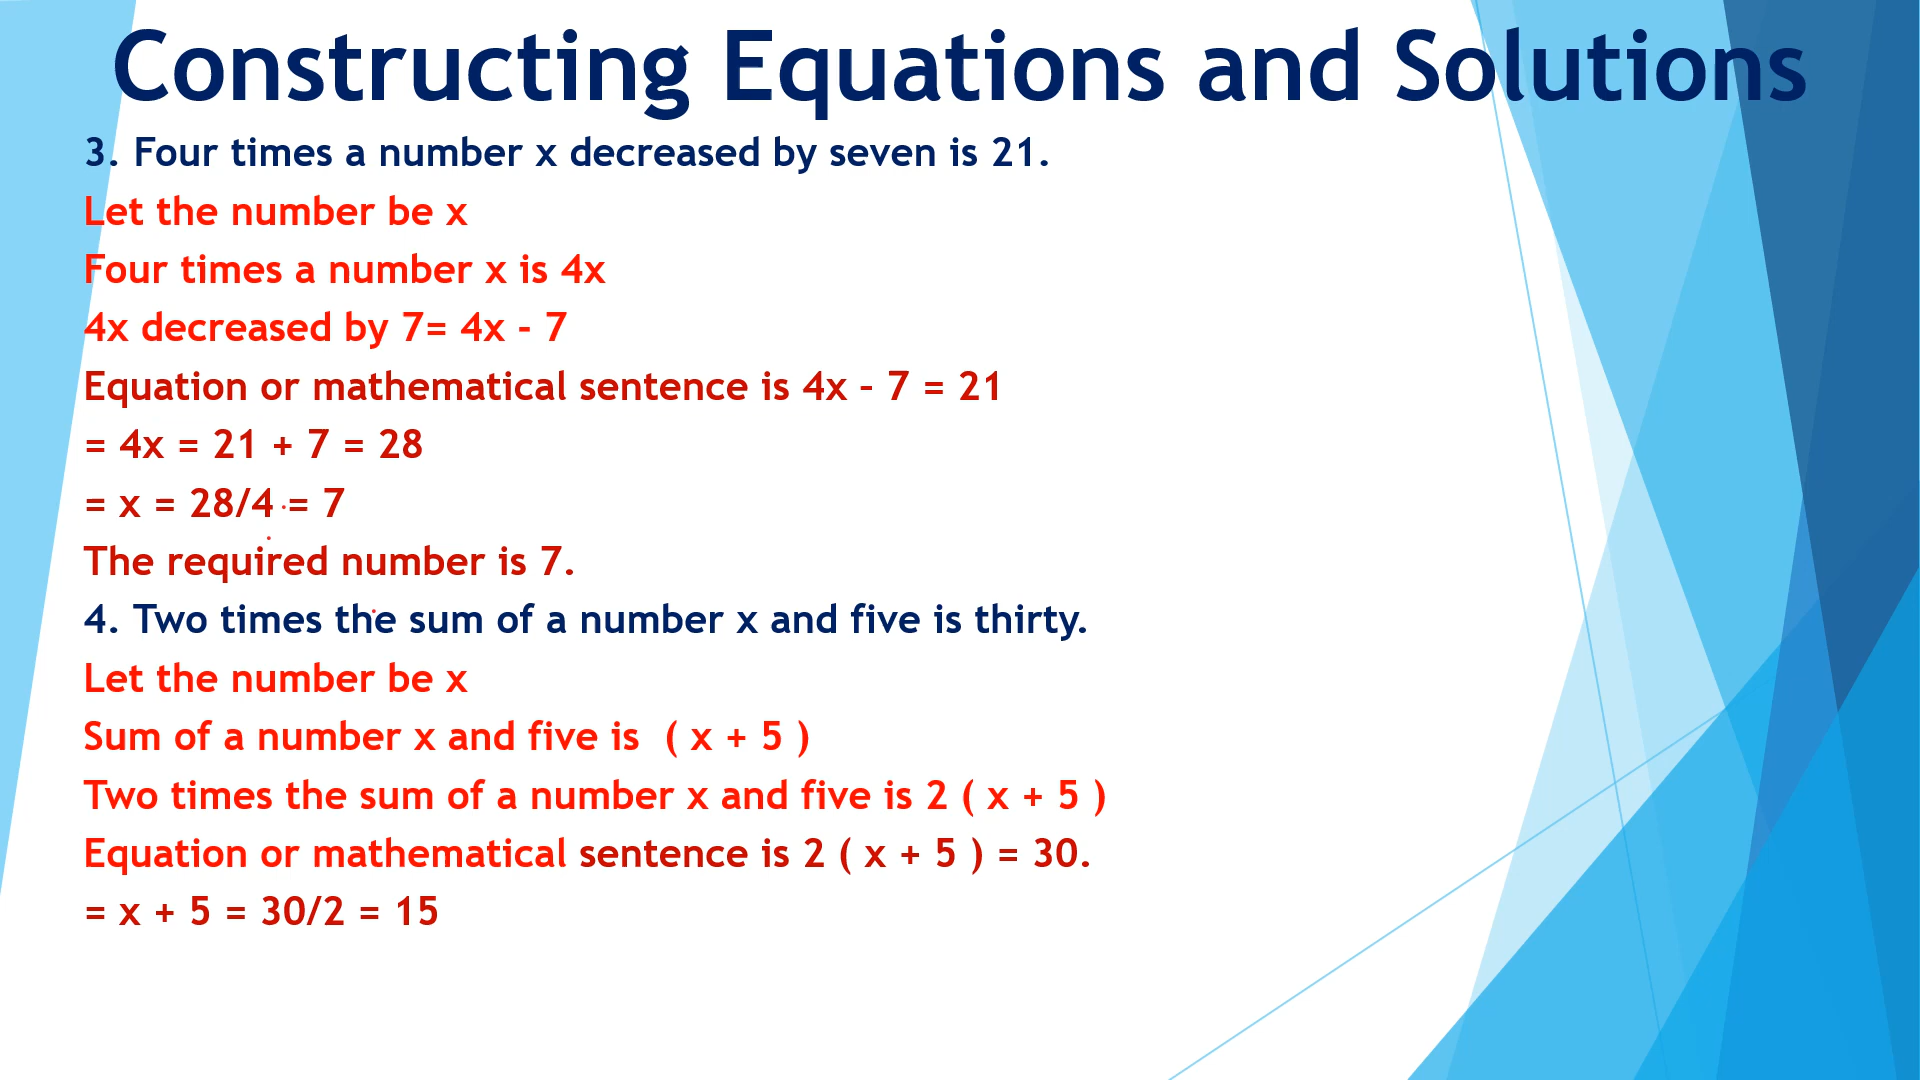 Constructing Equations and Solutions
3. Four times a number x decreased by seven is 21.
Let the number be x
Four times a number x is 4x
4x decreased by 7= 4x - 7
Equation or mathematical sentence is 4x – 7 = 21
= 4x = 21 + 7 = 28
= x = 28/4 = 7
The required number is 7.
4. Two times the sum of a number x and five is thirty.
Let the number be x
Sum of a number x and five is  ( x + 5 )
Two times the sum of a number x and five is 2 ( x + 5 )
Equation or mathematical sentence is 2 ( x + 5 ) = 30.
= x + 5 = 30/2 = 15